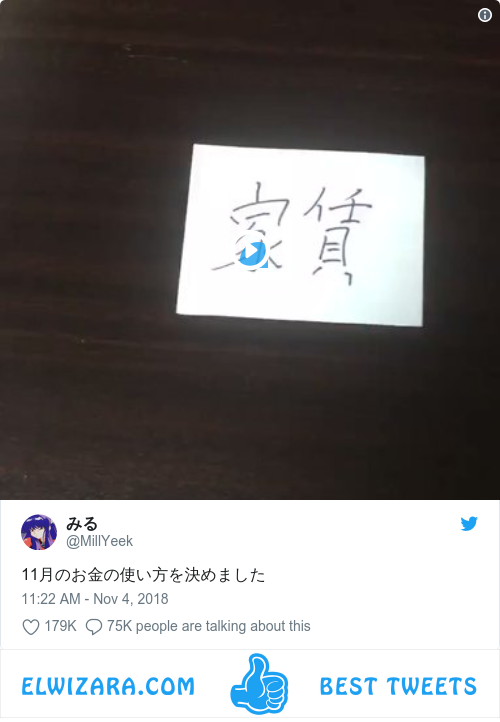 家賃
みる
@MillYeek
11月のお金の使い方を決めました
11:22 AM - Nov 4, 2018
179K 75K people are talking about this
ELWIZARA.COM BEST TWEETS